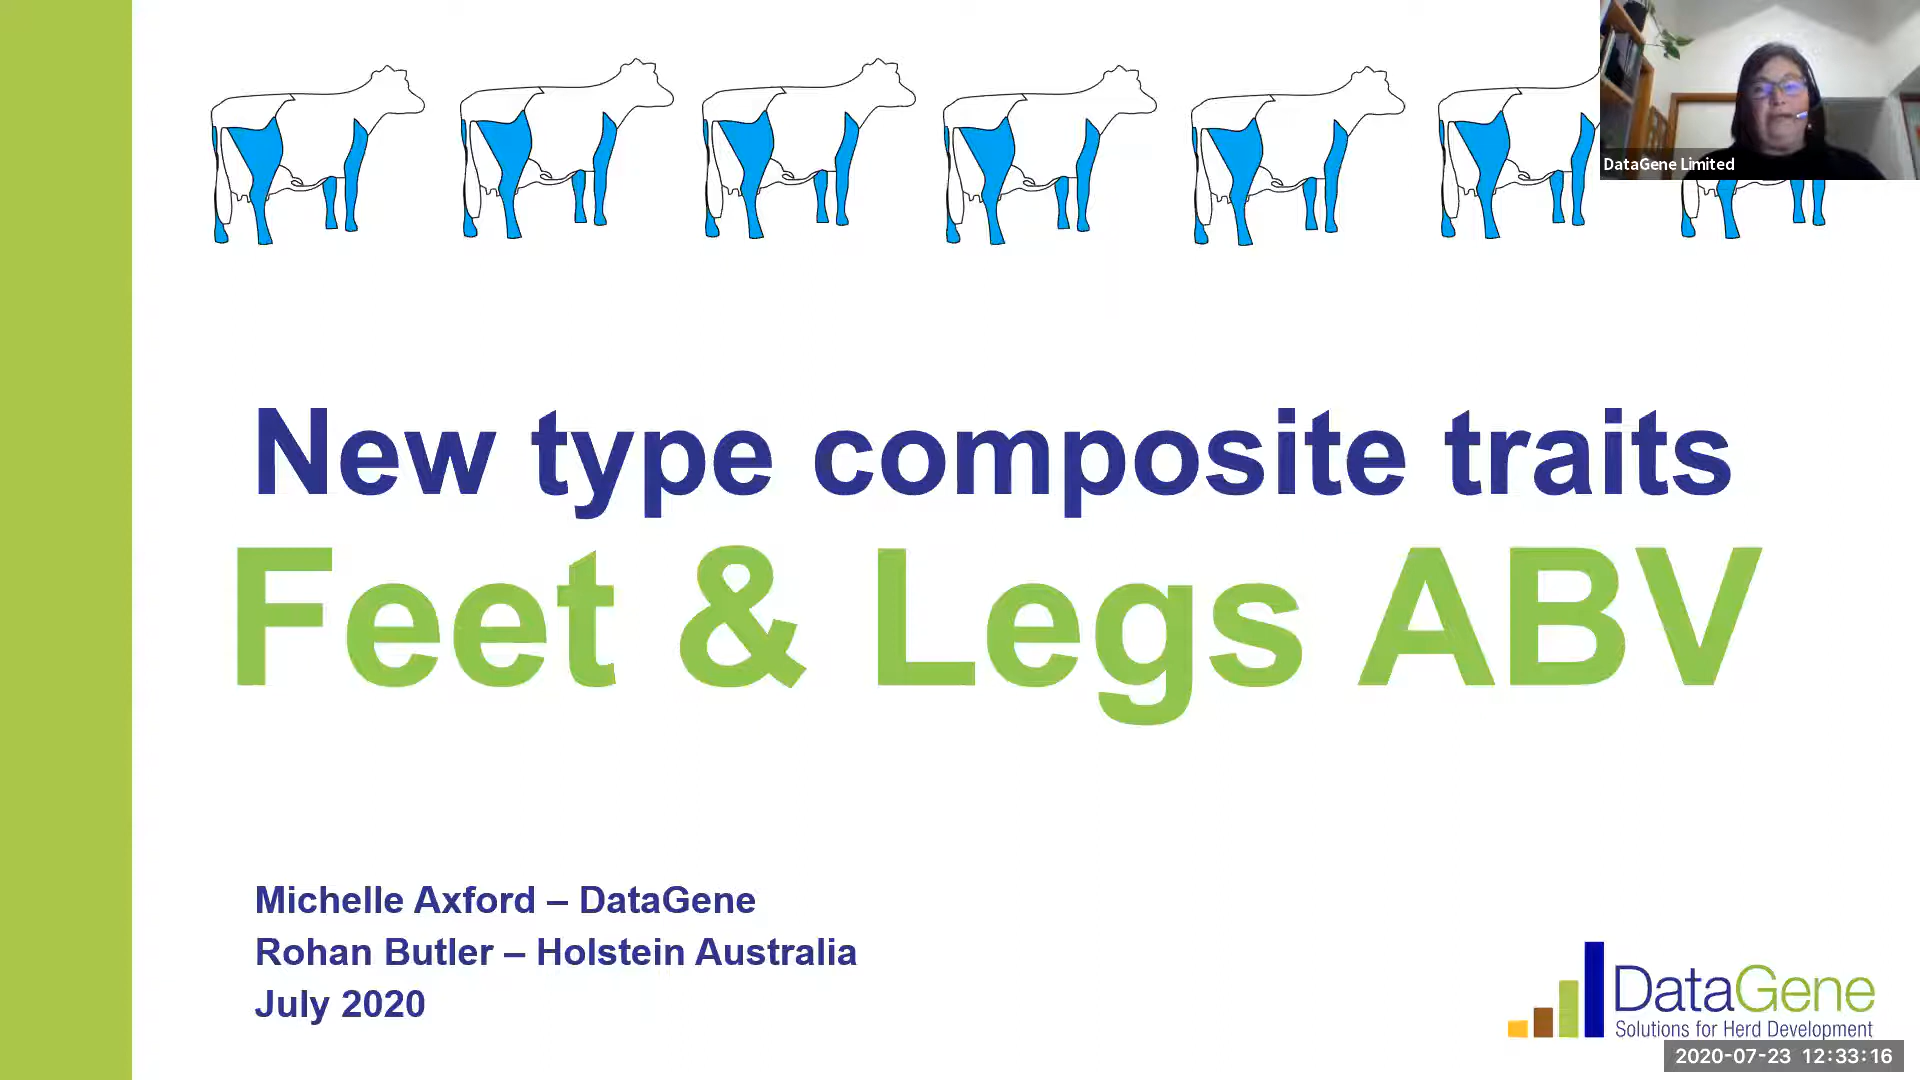 DataGene Limited
New type composite traits
Feet & Legs ABV
Michelle Axford – DataGene
Rohan Butler – Holstein Australia
July 2020
DataGene
Solutions for Herd Development
2020-07-23 12:33:16